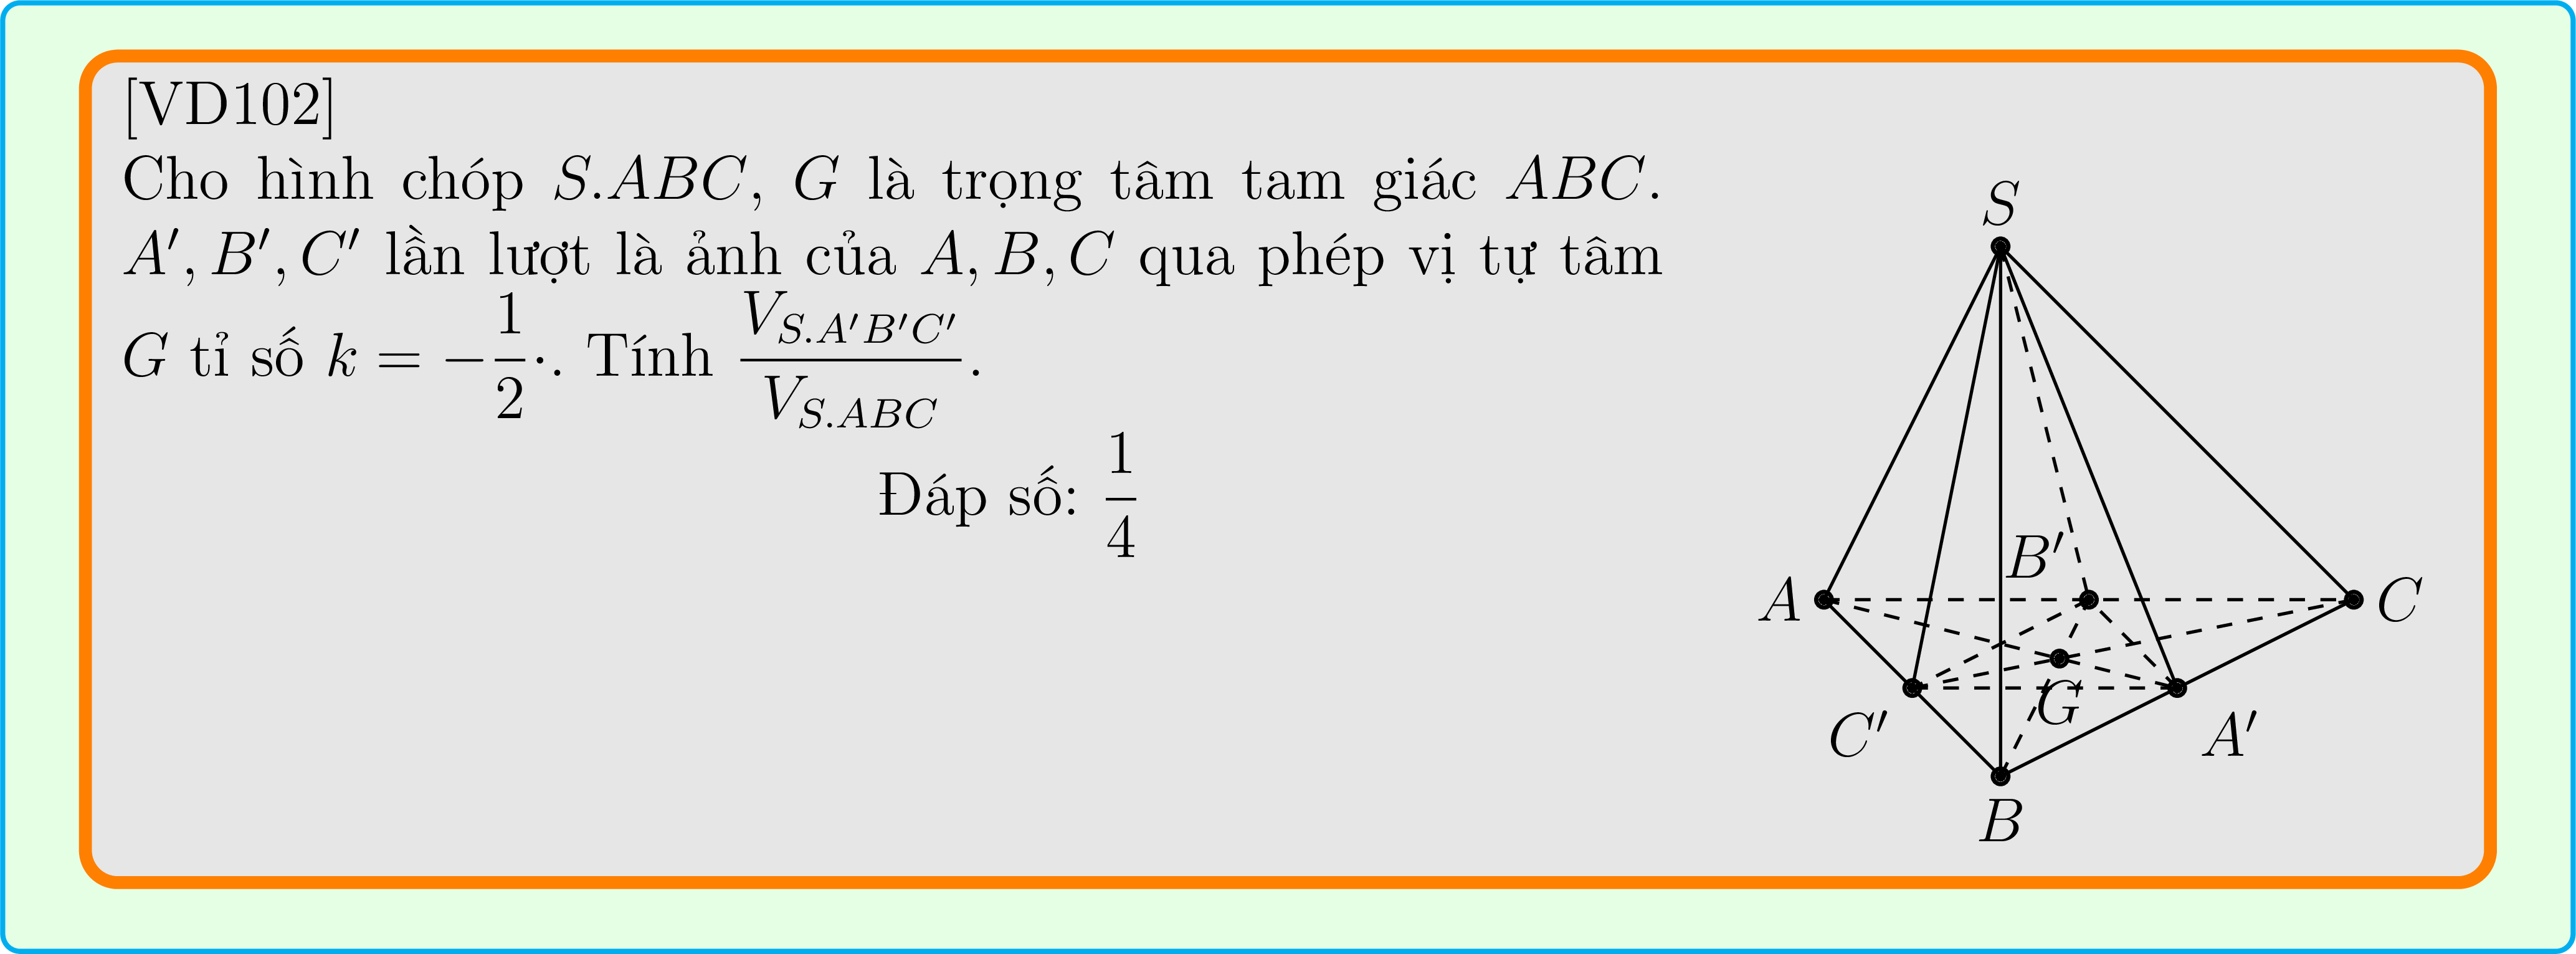 [VD102]
Cho hình chóp S.ABC, G là trọng tâm tam giác ABC.
A′, B′, C′ lần lượt là ảnh của A, B, C qua phép vị tự tâm
G tỉ số k = −\frac{1}{2}·. Tính \frac{V_{S.A′B′C′}}{V_{S.ABC}}.
Đáp số: \frac{1}{4}
S
B′
A
C
G
C′
A′
B